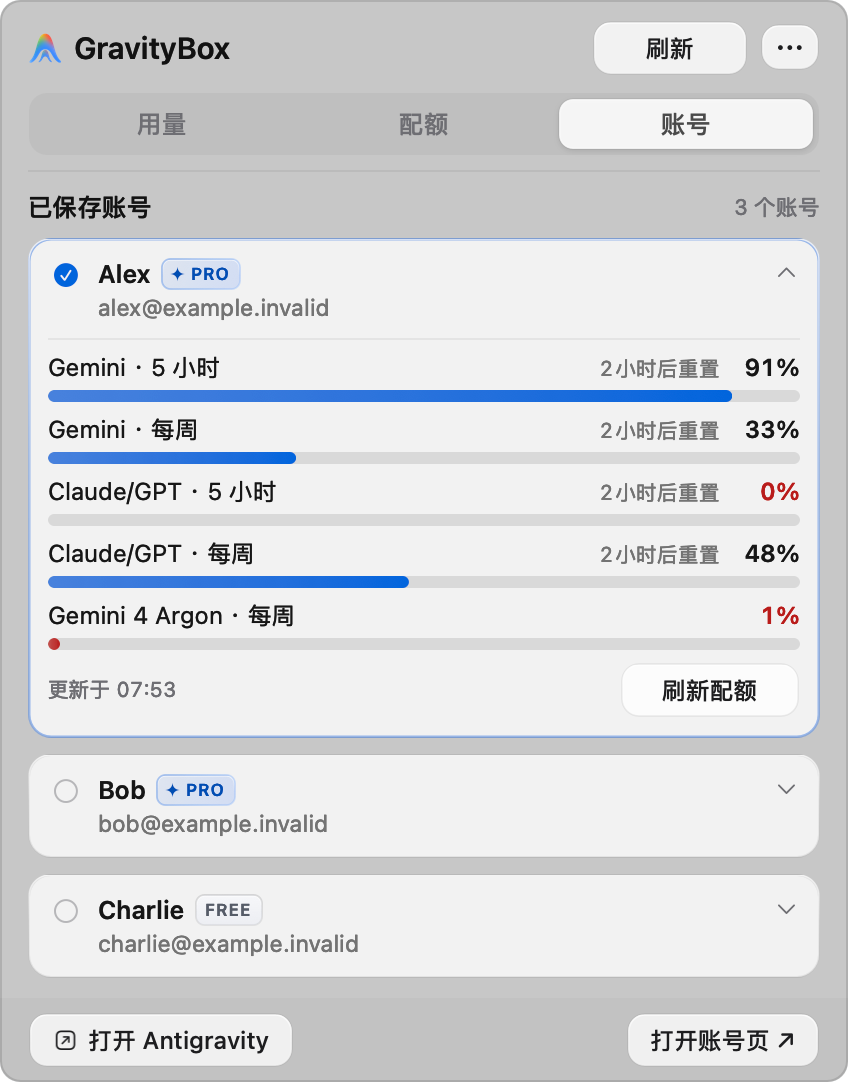 GravityBox 刷新 ···
用量 配额 账号
已保存账号 3 个账号
Alex PRO
alex@example.invalid
Gemini · 5 小时 2小时后重置 91%
Gemini · 每周 2小时后重置 33%
Claude/GPT · 5 小时 2小时后重置 0%
Claude/GPT · 每周 2小时后重置 48%
Gemini 4 Argon · 每周 1%
更新于 07:53 刷新配额
Bob PRO
bob@example.invalid
Charlie FREE
charlie@example.invalid
打开 Antigravity 打开账号页